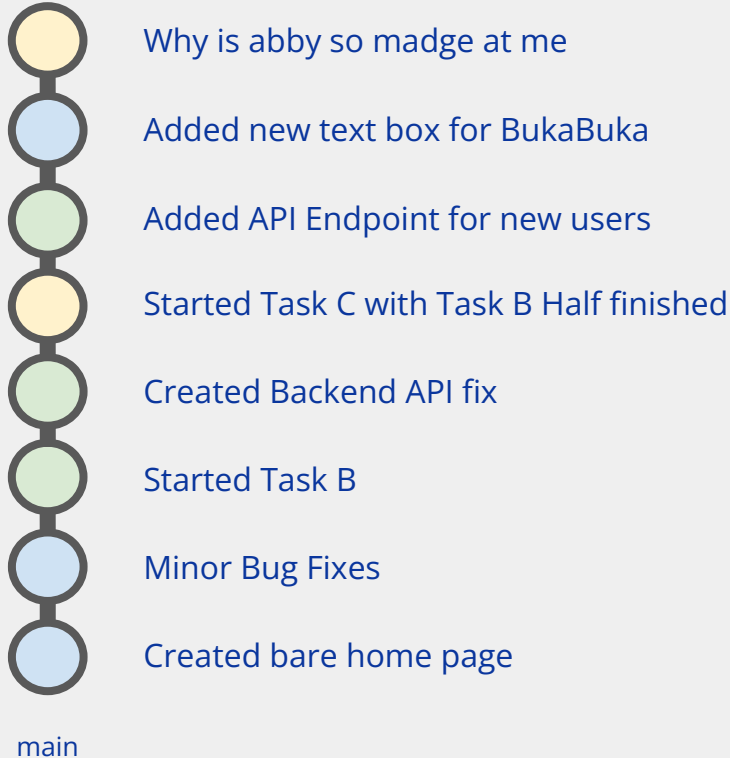 Why is abby so madge at me
Added new text box for BukaBuka
Added API Endpoint for new users
Started Task C with Task B Half finished
Created Backend API fix
Started Task B
Minor Bug Fixes
Created bare home page
main